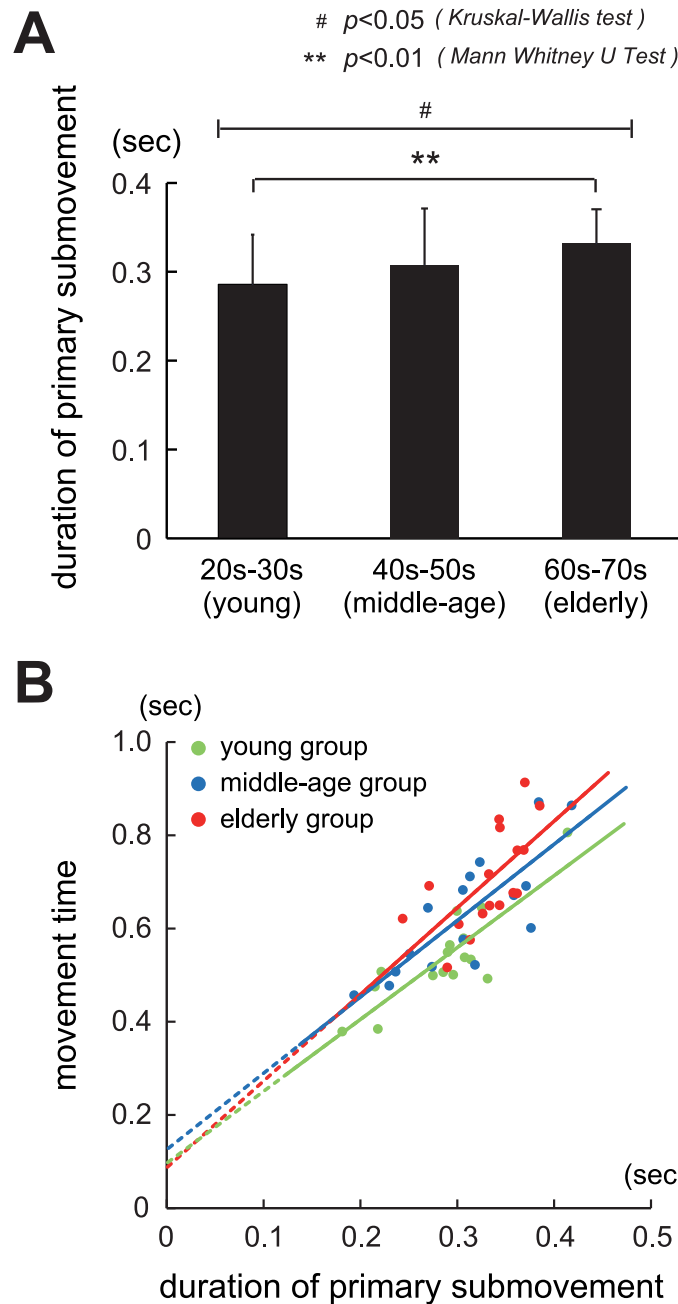 A
# p<0.05 ( Kruskal-Wallis test )
** p<0.01 ( Mann Whitney U Test )
duration of primary submovement
(sec)
#
**
0.4
0.3
0.2
0.1
0
20s-30s 40s-50s 60s-70s
(young) (middle-age) (elderly)
B
(sec)
movement time
1.0
0.8
0.6
0.4
0.2
0
young group
middle-age group
elderly group
(sec
0 0.1 0.2 0.3 0.4 0.5
duration of primary submovement